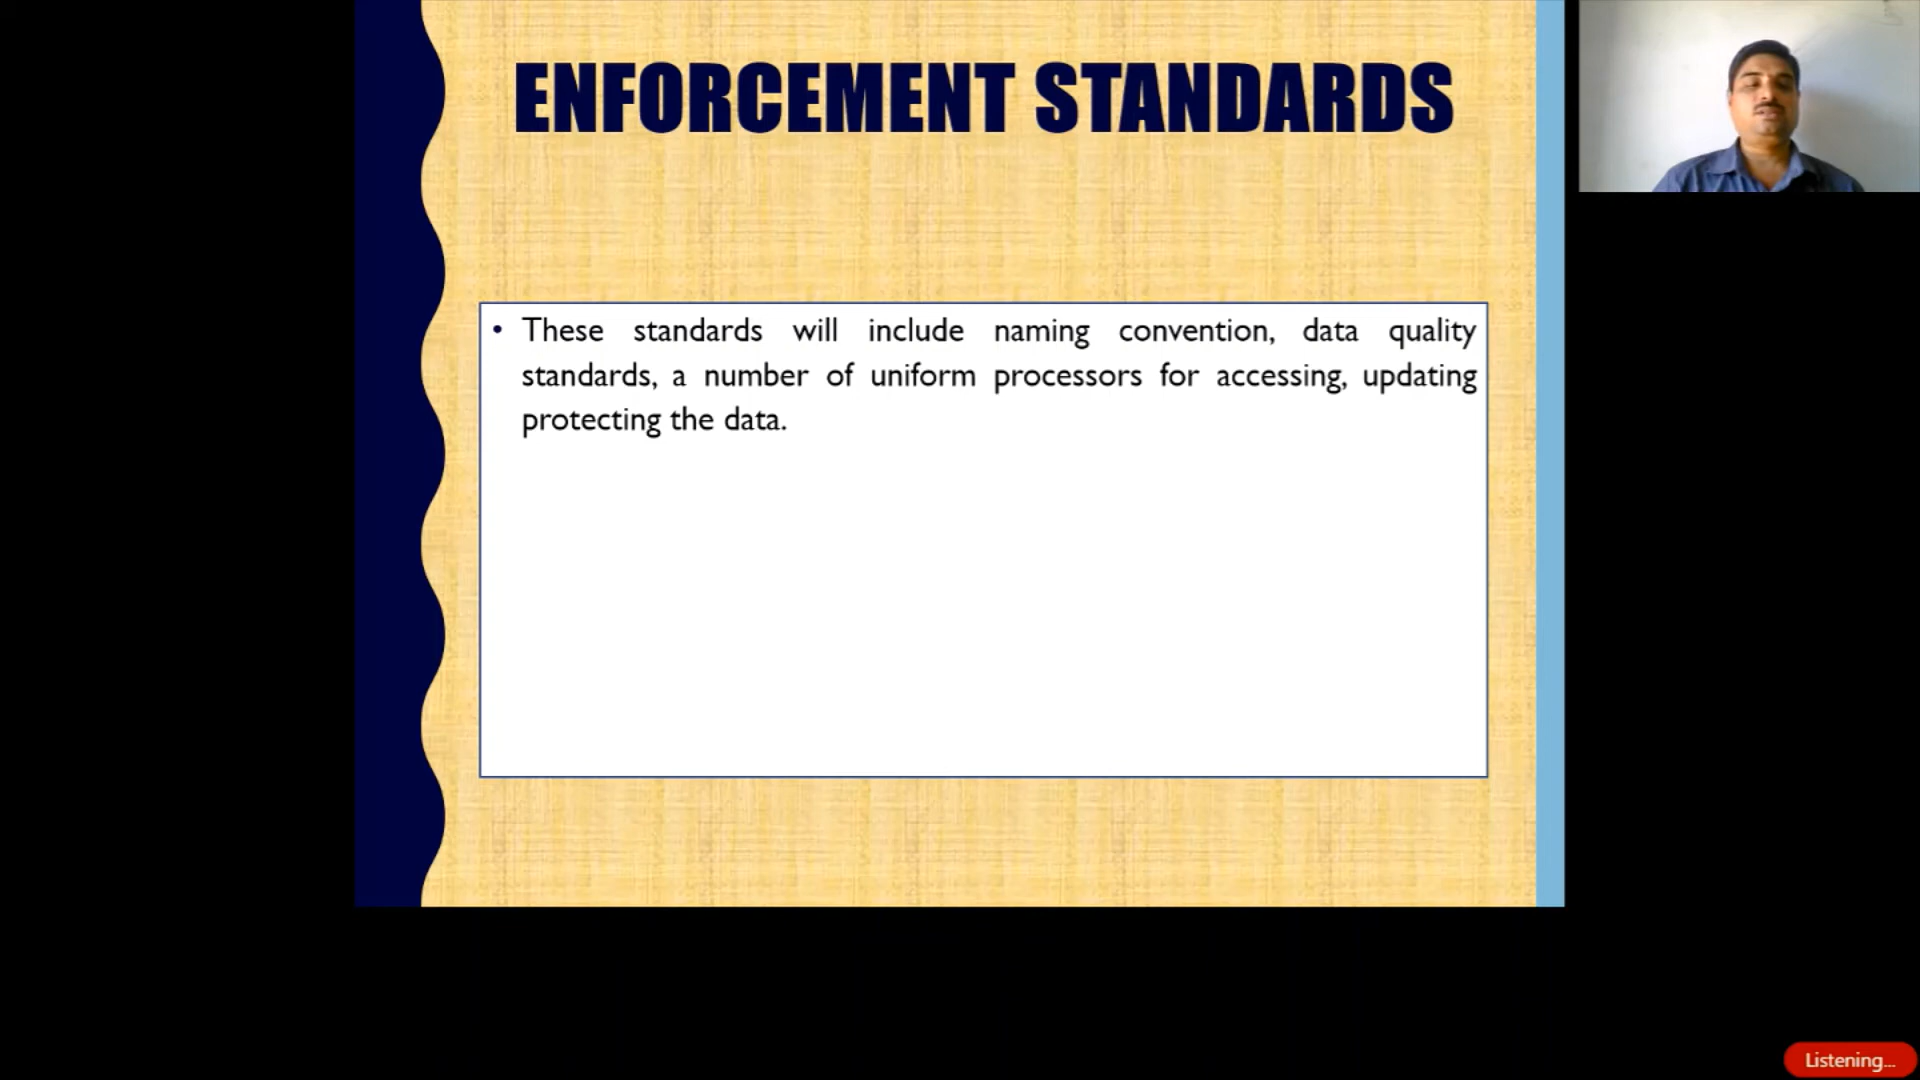 ENFORCEMENT STANDARDS
• These standards will include naming convention, data quality
standards, a number of uniform processors for accessing, updating
protecting the data.
Listening...